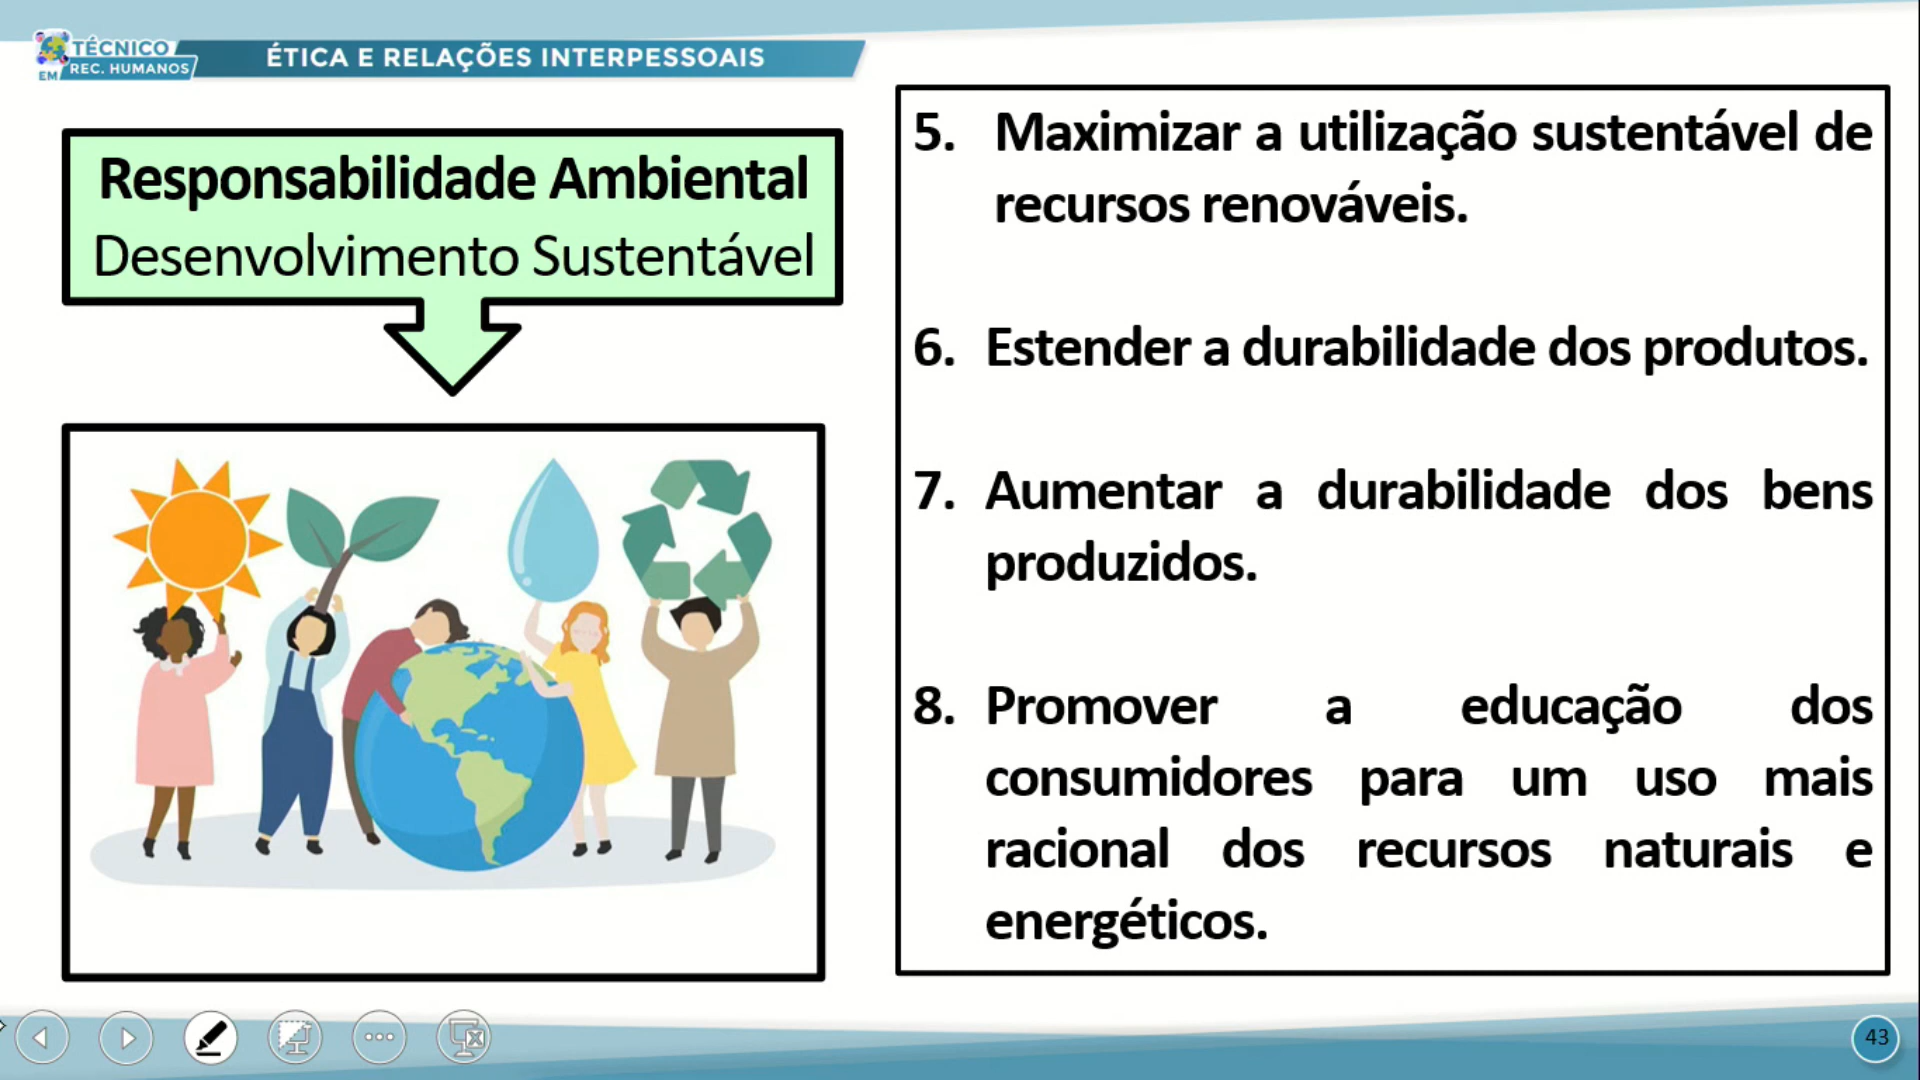 TÉCNICO
EM REC. HUMANOS
ÉTICA E RELAÇÕES INTERPESSOAIS
Responsabilidade Ambiental
Desenvolvimento Sustentável
5. Maximizar a utilização sustentável de
recursos renováveis.
6. Estender a durabilidade dos produtos.
7. Aumentar a durabilidade dos bens
produzidos.
8. Promover a educação dos
consumidores para um uso mais
racional dos recursos naturais e
energéticos.
43